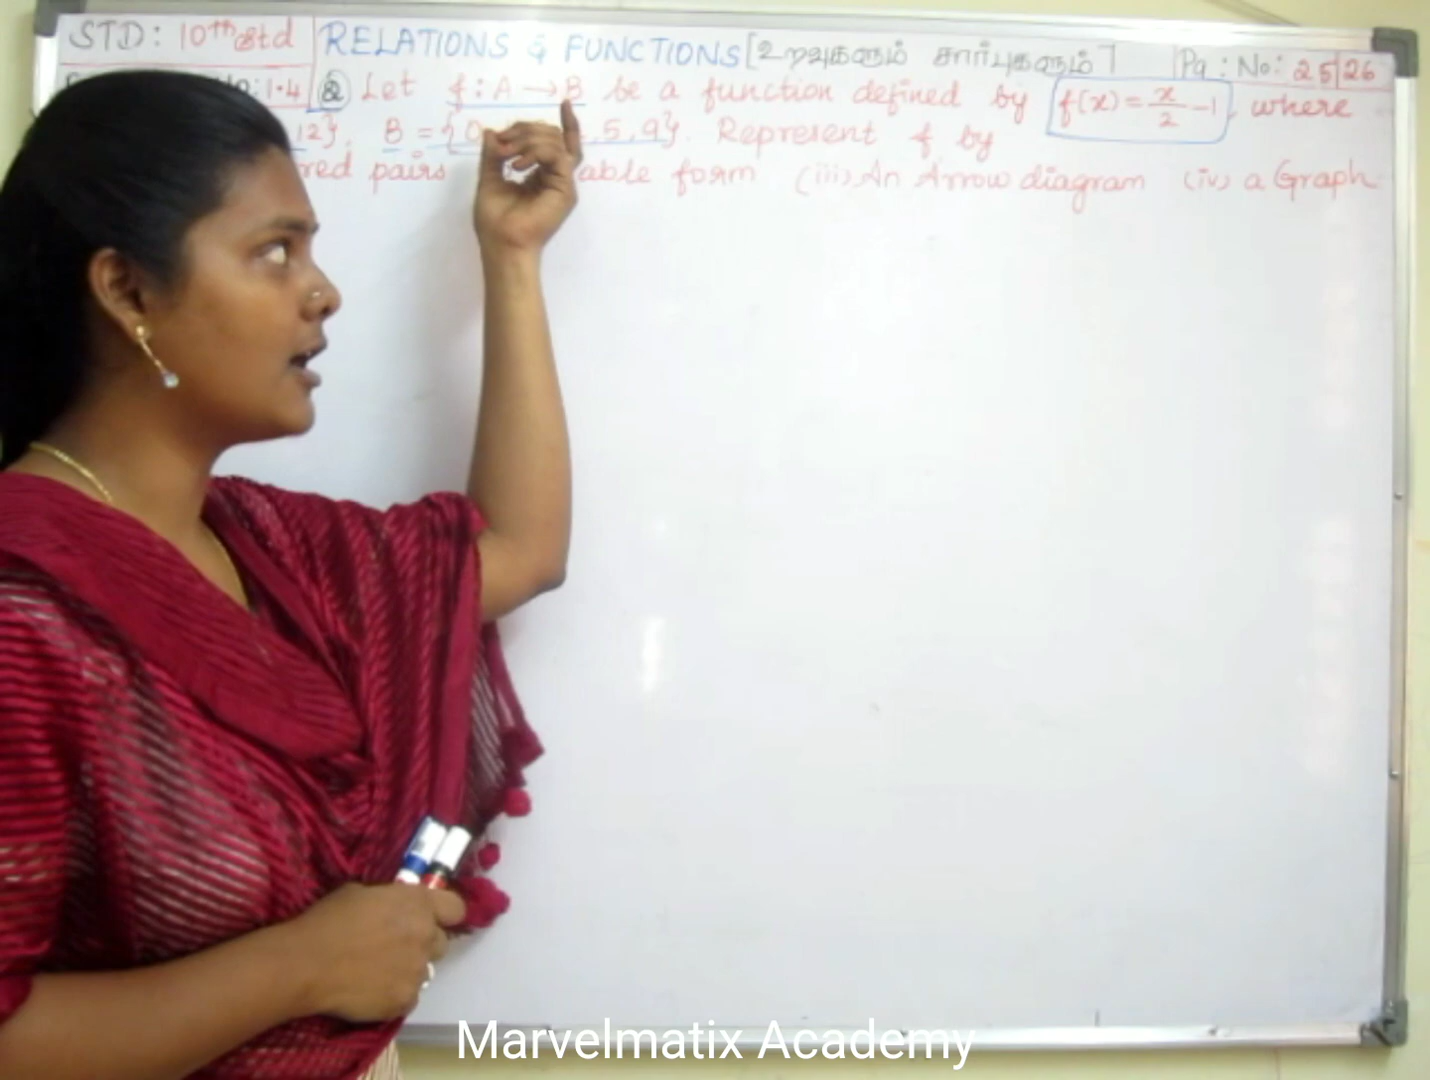 STD: 10th Std RELATIONS & FUNCTIONS [உறவுகளும் சார்புகளும்] Pg: No: 25/26
1.4 ② Let f: A → B be a function defined by f(x) = x/2 - 1, where
12}, B = {0 5, 9}. Represent f by
pairs form (iii) An Arrow diagram (iv) a Graph
Marvelmatix Academy